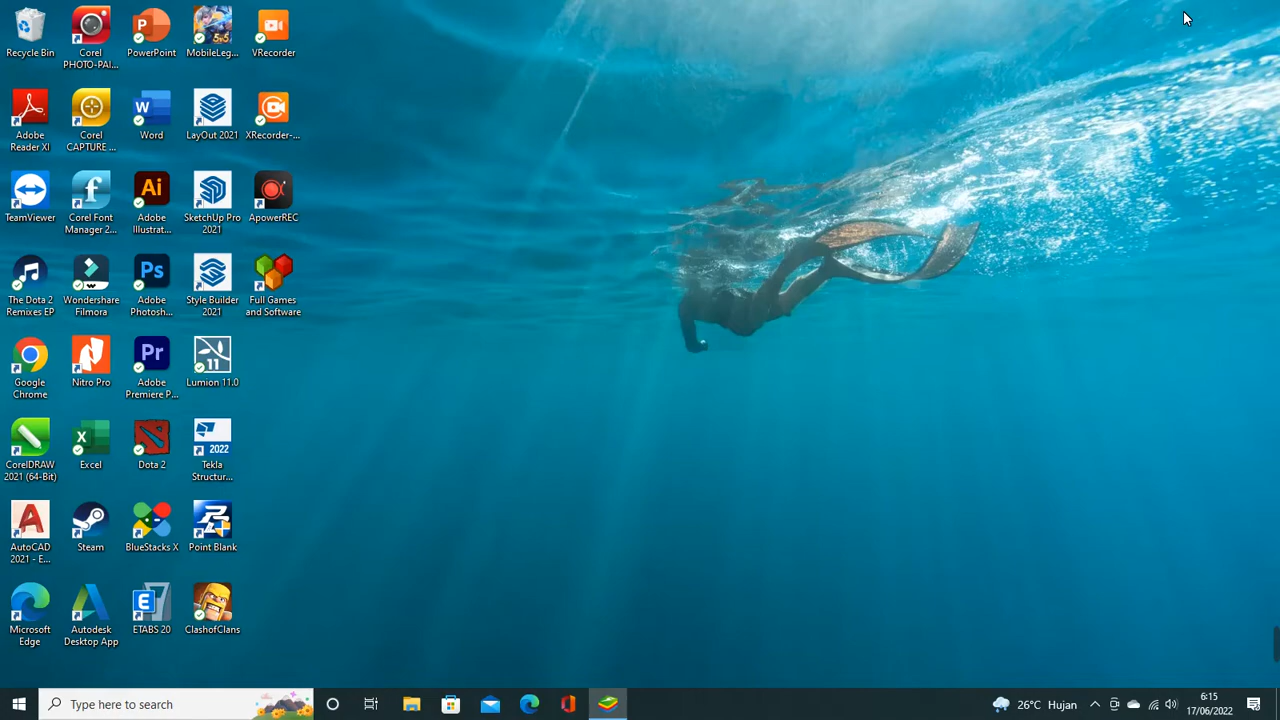 Recycle Bin
Corel
PHOTO-PAI...
PowerPoint
MobileLeg...
VRecorder
Adobe
Reader XI
Corel
CAPTURE ...
Word
LayOut 2021
XRecorder-...
TeamViewer
Corel Font
Manager 2...
Adobe
Illustrat...
SketchUp Pro
2021
ApowerREC
The Dota 2
Remixes EP
Wondershare
Filmora
Adobe
Photosh...
Style Builder
2021
Full Games
and Software
Google
Chrome
Nitro Pro
Adobe
Premiere P...
11
Lumion 11.0
CorelDRAW
2021 (64-Bit)
Excel
Dota 2
2022
Tekla
Structur...
AutoCAD
2021 - E...
Steam
BlueStacks X
Point Blank
Microsoft
Edge
Autodesk
Desktop App
ETABS 20
ClashofClans
Type here to search
26°C Hujan
6:15
17/06/2022